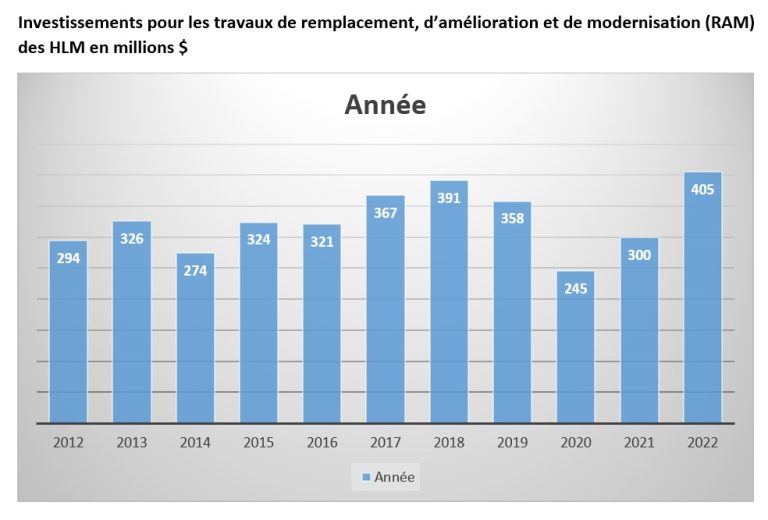 Investissements pour les travaux de remplacement, d’amélioration et de modernisation (RAM)
des HLM en millions $
Année
294
326
274
324
321
367
391
358
245
300
405
2012 2013 2014 2015 2016 2017 2018 2019 2020 2021 2022
Année